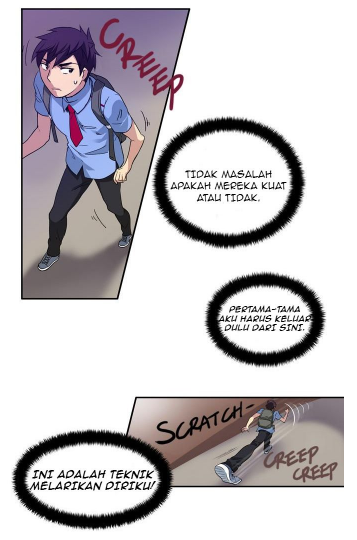 CREEP
TIDAK MASALAH
APAKAH MEREKA KUAT
ATAU TIDAK.
PERTAMA-TAMA
AKU HARUS KELUAR
DULU DARI SINI.
SCRATCH-
CREEP
CREEP
INI ADALAH TEKNIK
MELARIKAN DIRIKU!